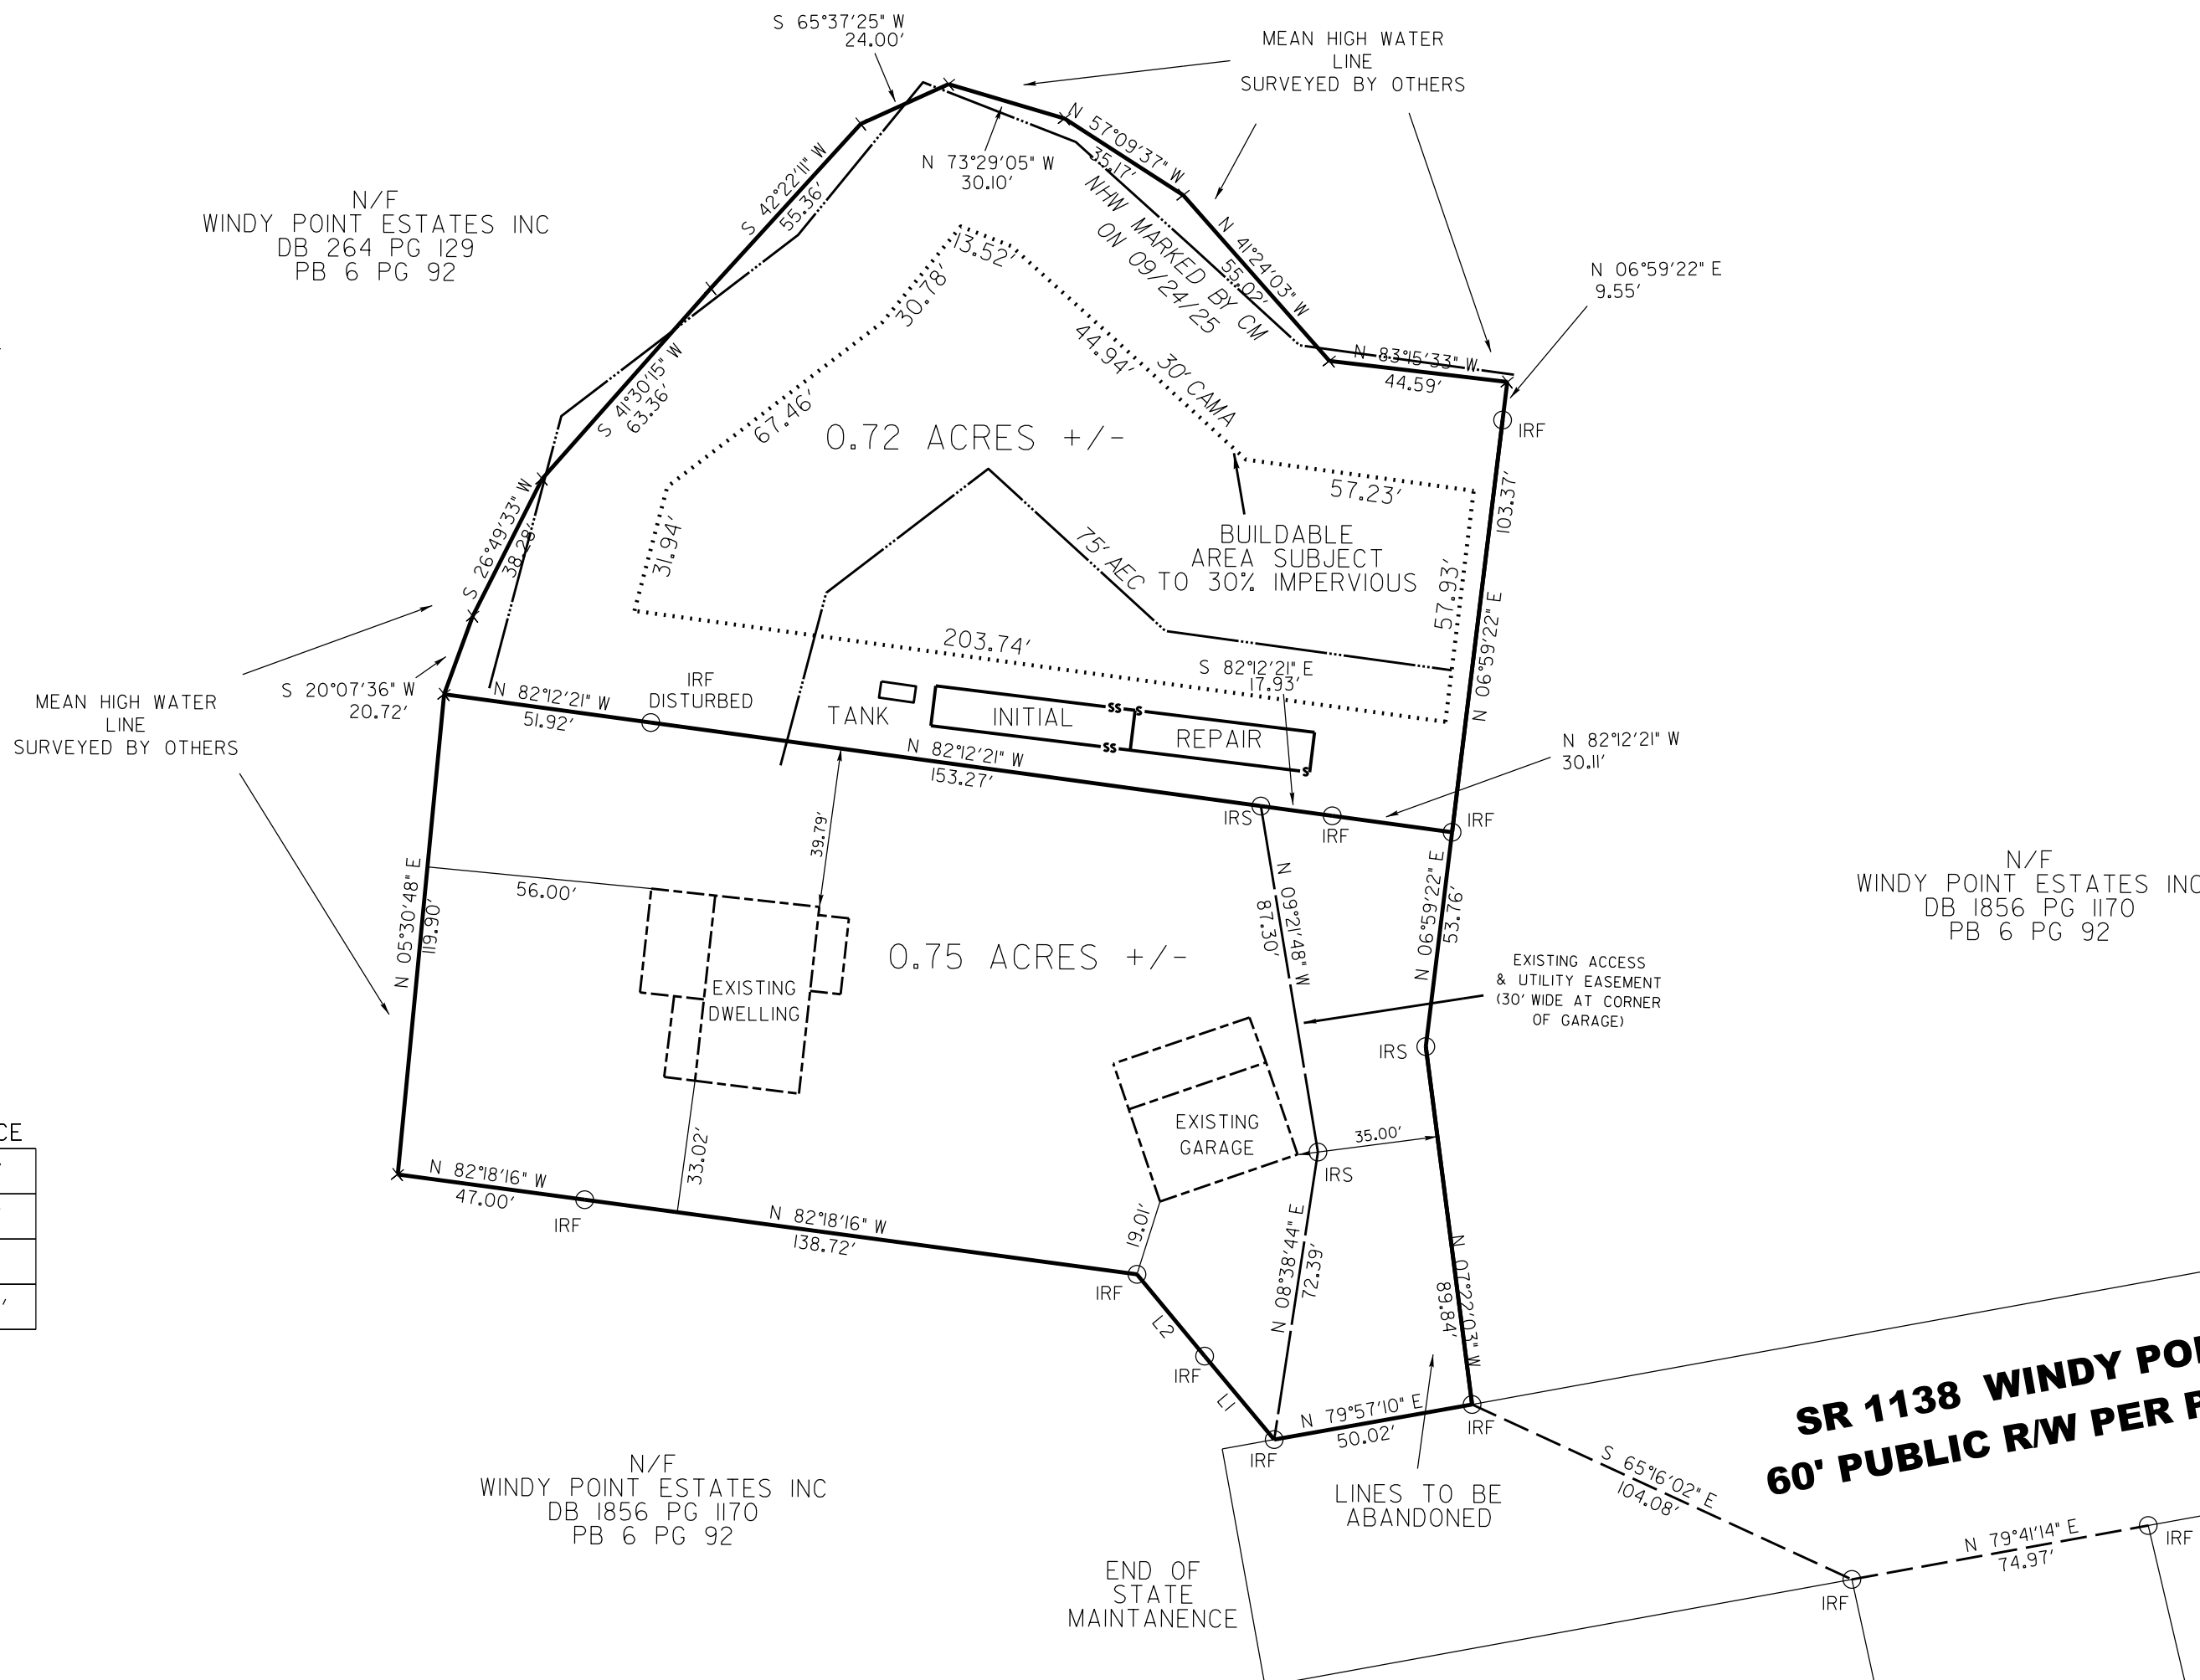 S 65°37'25" W
24.00'
MEAN HIGH WATER
LINE
SURVEYED BY OTHERS
N 57°09'37" W
35.17'
N 73°29'05" W
30.10'
S 42°22'11" W
55.36'
N/F
WINDY POINT ESTATES INC
DB 264 PG 129
PB 6 PG 92
NHW MARKED BY CM
ON 09/24/25
N 41°24'03" W
55.02'
N 06°59'22" E
9.55'
13.52'
30.78'
44.94'
30' CAMA
N 83°15'33" W
44.59'
IRF
S 41°30'15" W
63.36'
67.46'
0.72 ACRES +/-
57.23'
103.37'
N 06°59'22" E
S 26°49'33" W
38.28'
31.94'
75' AEC
BUILDABLE
AREA SUBJECT
TO 30% IMPERVIOUS
57.93'
203.74'
S 82°12'21" E
17.93'
MEAN HIGH WATER
LINE
SURVEYED BY OTHERS
S 20°07'36" W
20.72'
N 82°12'21" W
51.92'
IRF
DISTURBED
TANK
INITIAL
SS
S
SS
REPAIR
S
N 82°12'21" W
153.27'
N 82°12'21" W
30.11'
IRS
IRF
IRF
39.79'
N 05°30'48" E
119.90'
56.00'
N 09°21'48" W
87.30'
N 06°59'22" E
53.76'
N/F
WINDY POINT ESTATES INC
DB 1856 PG 1170
PB 6 PG 92
0.75 ACRES +/-
EXISTING
DWELLING
EXISTING ACCESS
& UTILITY EASEMENT
(30' WIDE AT CORNER
OF GARAGE)
IRS
EXISTING
GARAGE
35.00'
IRS
CE
33.02'
N 82°18'16" W
47.00'
IRF
N 82°18'16" W
138.72'
19.01'
IRF
N 08°38'44" E
72.39'
N 07°22'03" W
89.84'
L2
IRF
L1
N 79°57'10" E
50.02'
IRF
IRF
SR 1138 WINDY POI
60' PUBLIC R/W PER P
S 65°16'02" E
104.08'
N 79°41'14" E
74.97'
IRF
IRF
LINES TO BE
ABANDONED
N/F
WINDY POINT ESTATES INC
DB 1856 PG 1170
PB 6 PG 92
END OF
STATE
MAINTANENCE